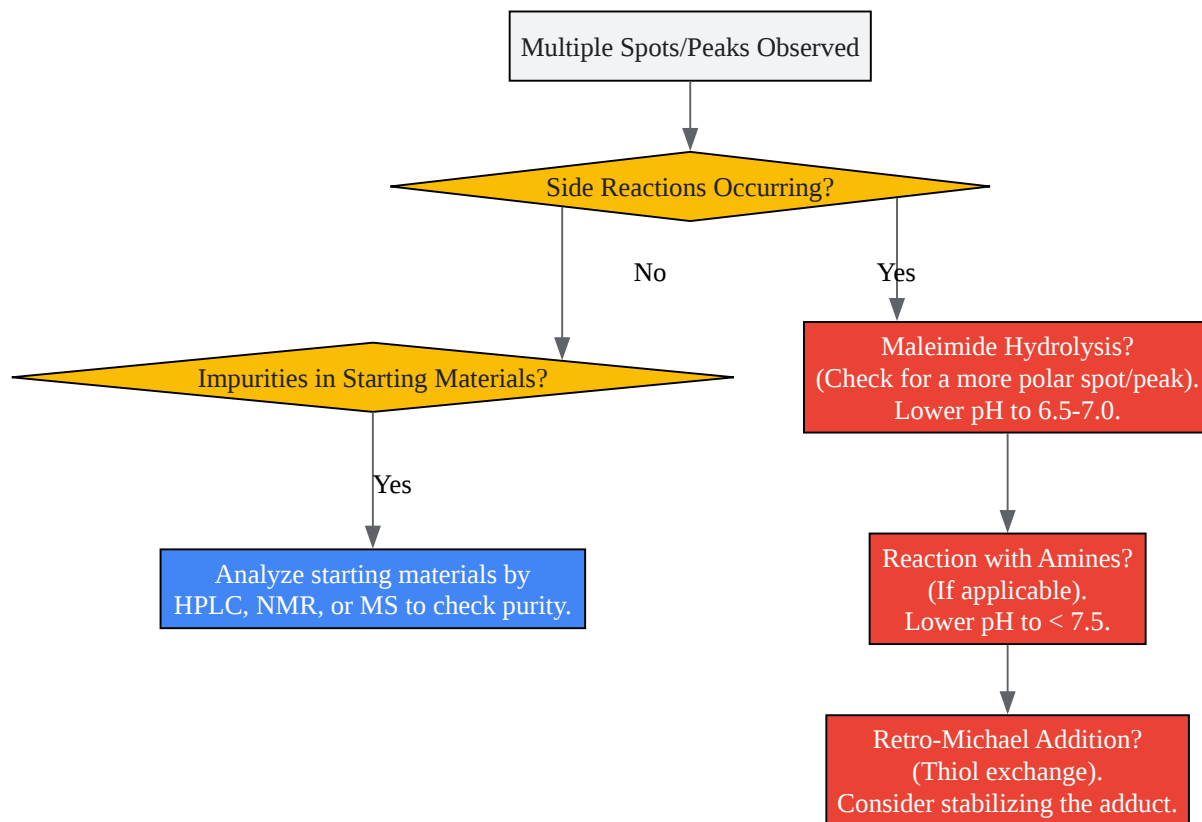 Multiple Spots/Peaks Observed
Side Reactions Occurring?
No
Yes
Impurities in Starting Materials?
Maleimide Hydrolysis?
(Check for a more polar spot/peak).
Lower pH to 6.5-7.0.
Yes
Analyze starting materials by
HPLC, NMR, or MS to check purity.
Reaction with Amines?
(If applicable).
Lower pH to < 7.5.
Retro-Michael Addition?
(Thiol exchange).
Consider stabilizing the adduct.